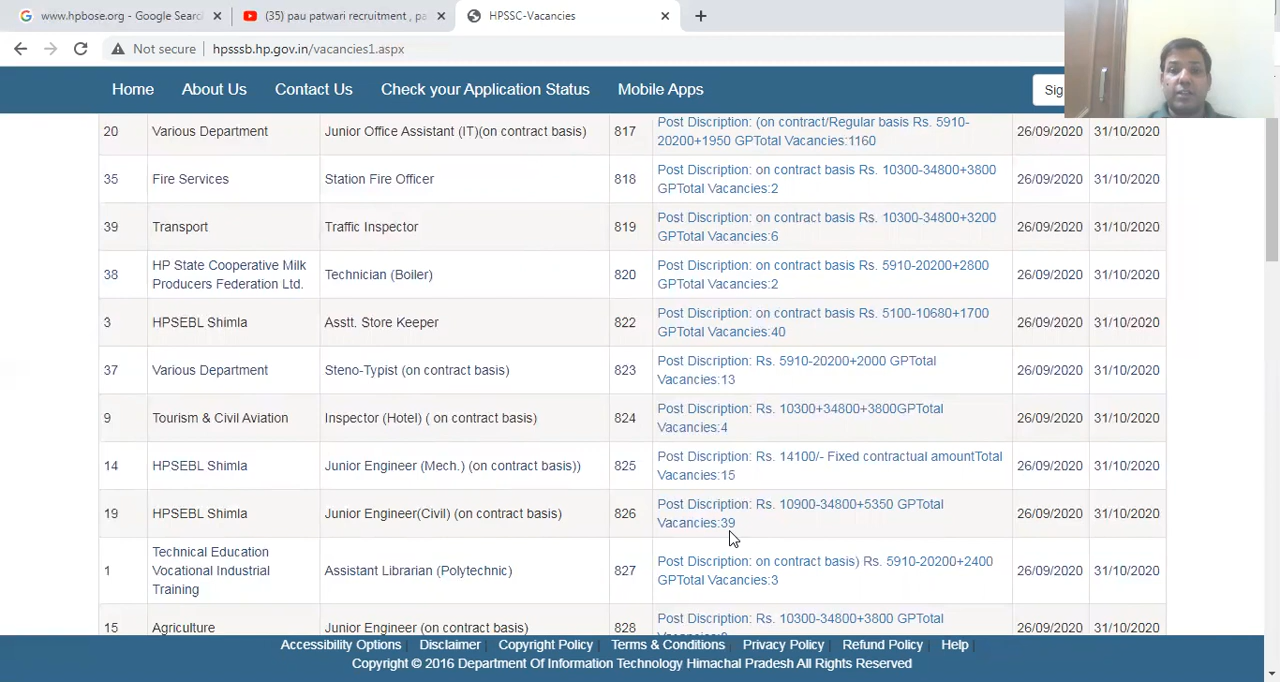 www.hpbose.org - Google Searc
(35) pau patwari recruitment , pa
HPSSC-Vacancies
Not secure hpsssb.hp.gov.in/vacancies1.aspx
Home About Us Contact Us Check your Application Status Mobile Apps Sig
20 Various Department Junior Office Assistant (IT)(on contract basis) 817 Post Discription: (on contract/Regular basis Rs. 5910-
20200+1950 GPTotal Vacancies:1160 26/09/2020 31/10/2020
35 Fire Services Station Fire Officer 818 Post Discription: on contract basis Rs. 10300-34800+3800
GPTotal Vacancies:2 26/09/2020 31/10/2020
39 Transport Traffic Inspector 819 Post Discription: on contract basis Rs. 10300-34800+3200
GPTotal Vacancies:6 26/09/2020 31/10/2020
38 HP State Cooperative Milk
Producers Federation Ltd. Technician (Boiler) 820 Post Discription: on contract basis Rs. 5910-20200+2800
GPTotal Vacancies:2 26/09/2020 31/10/2020
3 HPSEBL Shimla Asstt. Store Keeper 822 Post Discription: on contract basis Rs. 5100-10680+1700
GPTotal Vacancies:40 26/09/2020 31/10/2020
37 Various Department Steno-Typist (on contract basis) 823 Post Discription: Rs. 5910-20200+2000 GPTotal
Vacancies:13 26/09/2020 31/10/2020
9 Tourism & Civil Aviation Inspector (Hotel) ( on contract basis) 824 Post Discription: Rs. 10300+34800+3800GPTotal
Vacancies:4 26/09/2020 31/10/2020
14 HPSEBL Shimla Junior Engineer (Mech.) (on contract basis)) 825 Post Discription: Rs. 14100/- Fixed contractual amountTotal
Vacancies:15 26/09/2020 31/10/2020
19 HPSEBL Shimla Junior Engineer(Civil) (on contract basis) 826 Post Discription: Rs. 10900-34800+5350 GPTotal
Vacancies:39 26/09/2020 31/10/2020
1 Technical Education
Vocational Industrial
Training Assistant Librarian (Polytechnic) 827 Post Discription: on contract basis) Rs. 5910-20200+2400
GPTotal Vacancies:3 26/09/2020 31/10/2020
15 Agriculture Junior Engineer (on contract basis) 828 Post Discription: Rs. 10300-34800+3800 GPTotal
26/09/2020 31/10/2020
Accessibility Options Disclaimer Copyright Policy Terms & Conditions Privacy Policy Refund Policy Help
Copyright © 2016 Department Of Information Technology Himachal Pradesh All Rights Reserved